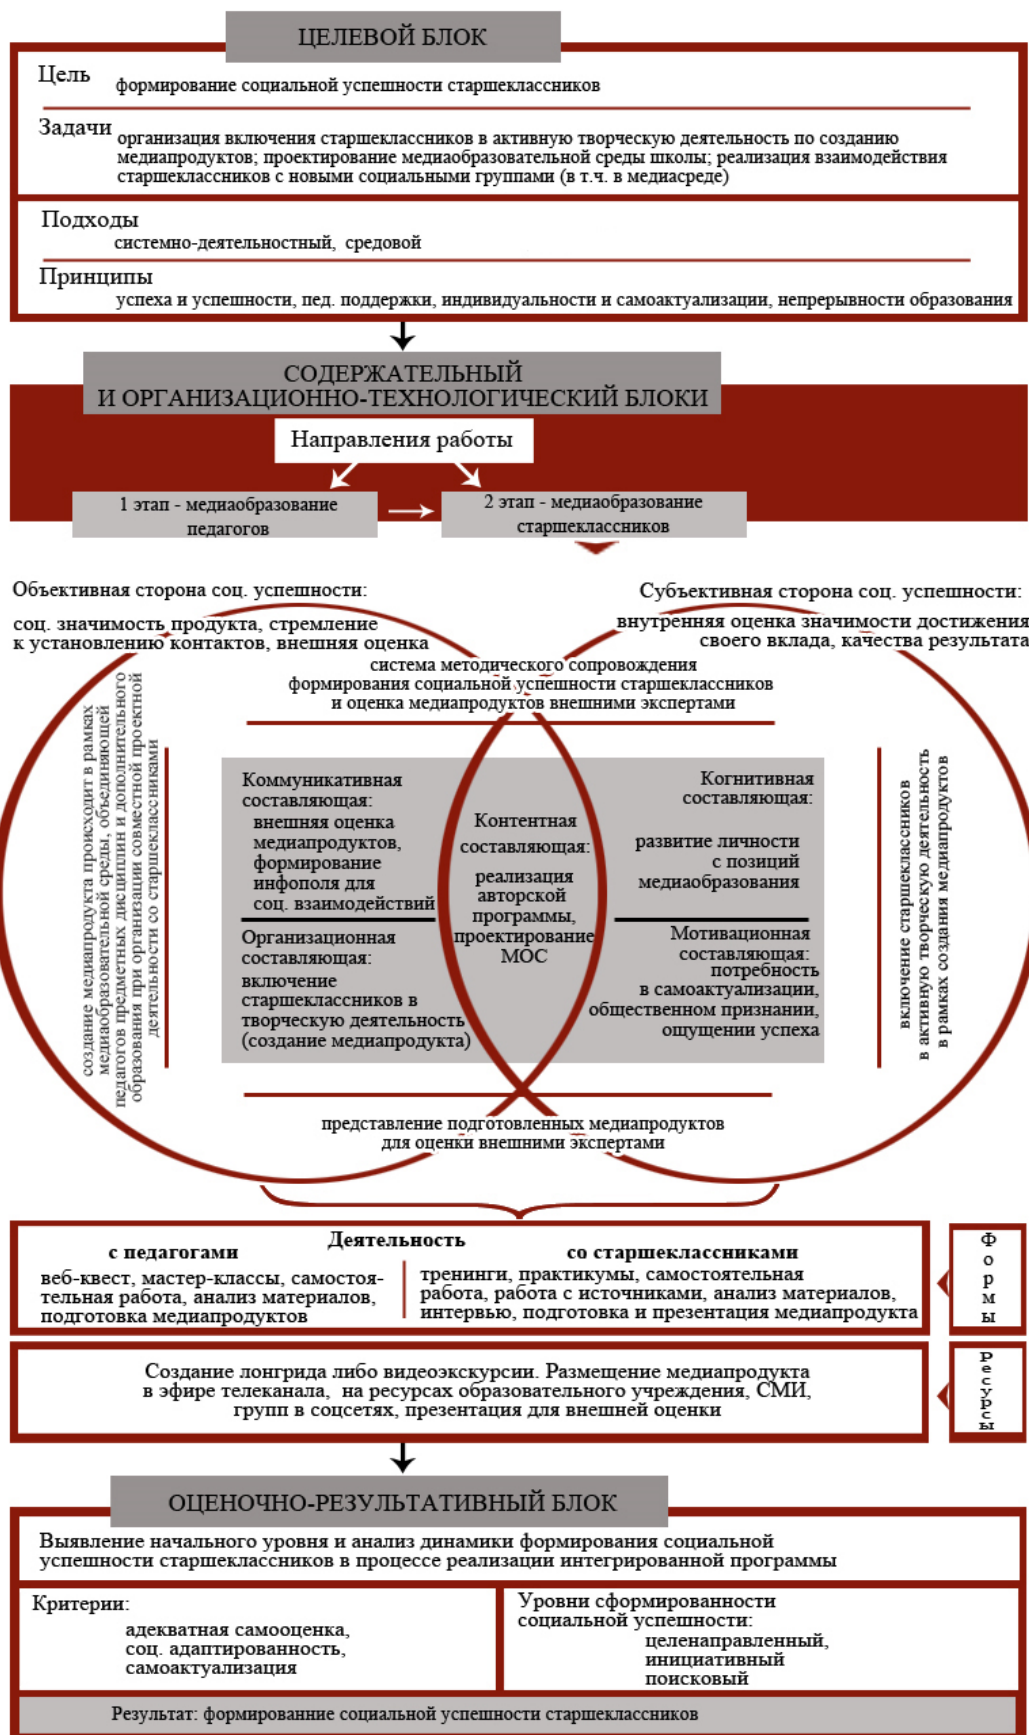 ЦЕЛЕВОЙ БЛОК
Цель
формирование социальной успешности старшеклассников
Задачи
организация включения старшеклассников в активную творческую деятельность по созданию
медиапродуктов; проектирование медиаобразовательной среды школы; реализация взаимодействия
старшеклассников с новыми социальными группами (в т.ч. в медиасреде)
Подходы
системно-деятельностный, средовой
Принципы
успеха и успешности, пед. поддержки, индивидуальности и самоактуализации, непрерывности образования
СОДЕРЖАТЕЛЬНЫЙ
И ОРГАНИЗАЦИОННО-ТЕХНОЛОГИЧЕСКИЙ БЛОКИ
Направления работы
1 этап - медиаобразование
педагогов
2 этап - медиаобразование
старшеклассников
Объективная сторона соц. успешности:
соц. значимость продукта, стремление
к установлению контактов, внешняя оценка
Субъективная сторона соц. успешности:
внутренняя оценка значимости достижения
своего вклада, качества результата
система методического сопровождения
формирования социальной успешности старшеклассников
и оценка медиапродуктов внешними экспертами
создание медиапродукта происходит в рамках
медиаобразовательной среды, объединяющей
педагогов предметных дисциплин и дополнительного
образования при организации совместной проектной
деятельности со старшеклассниками
Коммуникативная
составляющая:
внешняя оценка
медиапродуктов,
формирование
инфополя для
соц. взаимодействий
Организационная
составляющая:
включение
старшеклассников в
творческую деятельность
(создание медиапродукта)
Контентная
составляющая:
реализация
авторской
программы,
проектирование
МОС
Когнитивная
составляющая:
развитие личности
с позиций
медиаобразования
Мотивационная
составляющая:
потребность
в самоактуализации,
общественном признании,
ощущении успеха
включение старшеклассников
в активную творческую деятельность
в рамках создания медиапродуктов
представление подготовленных медиапродуктов
для оценки внешними экспертами
Деятельность
с педагогами
веб-квест, мастер-классы, самостоя-
тельная работа, анализ материалов,
подготовка медиапродуктов
со старшеклассниками
тренинги, практикумы, самостоятельная
работа, работа с источниками, анализ материалов,
интервью, подготовка и презентация медиапродукта
Формы
Создание лонгрида либо видеоэкскурсии. Размещение медиапродукта
в эфире телеканала, на ресурсах образовательного учреждения, СМИ,
групп в соцсетях, презентация для внешней оценки
Ресурсы
ОЦЕНОЧНО-РЕЗУЛЬТАТИВНЫЙ БЛОК
Выявление начального уровня и анализ динамики формирования социальной
успешности старшеклассников в процессе реализации интегрированной программы
Критерии:
адекватная самооценка,
соц. адаптированность,
самоактуализация
Уровни сформированности
социальной успешности:
целенаправленный,
инициативный
поисковый
Результат: формированние социальной успешности старшеклассников